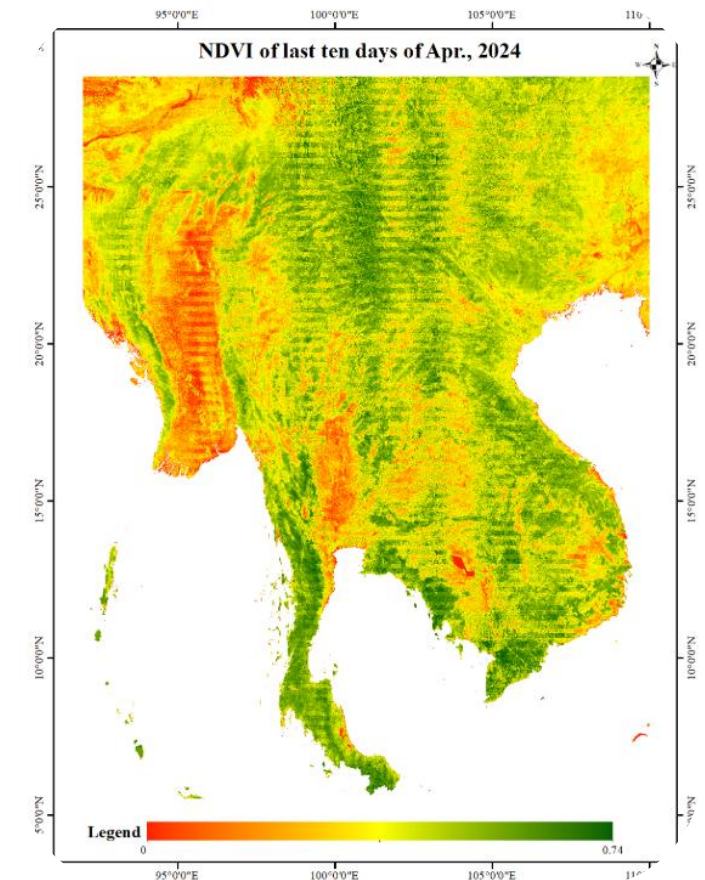 95°0'0"E 100°0'0"E 105°0'0"E 110
NDVI of last ten days of Apr., 2024
N
W E
S
25°0'0"N 25°0'0"N
20°0'0"N 20°0'0"N
15°0'0"N 15°0'0"N
10°0'0"N 10°0'0"N
5°0'0"N
Legend
0 0.74
95°0'0"E 100°0'0"E 105°0'0"E